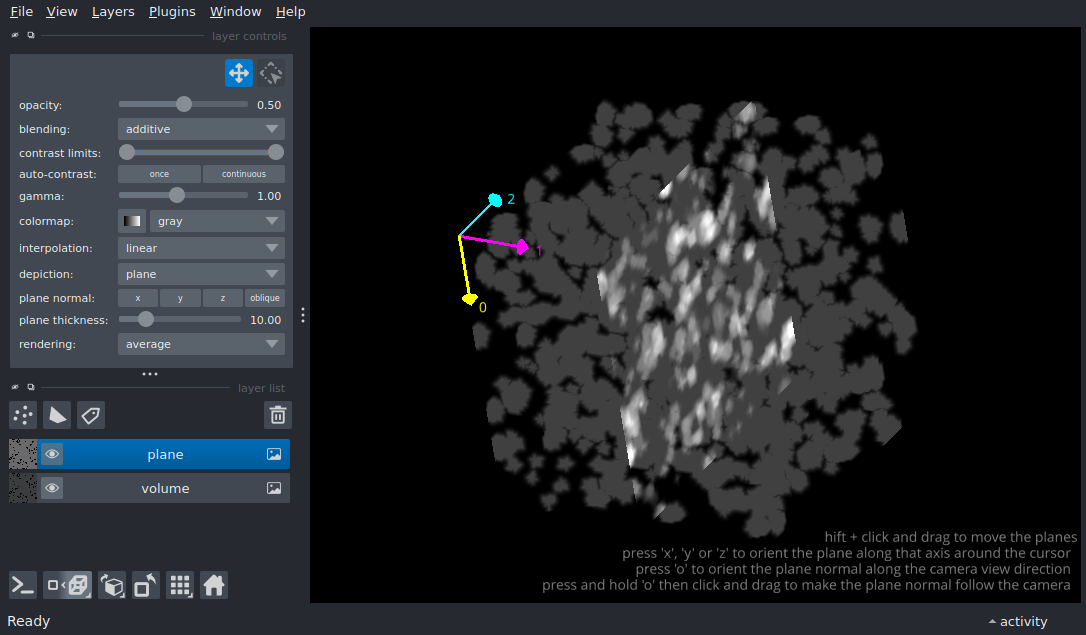 File View Layers Plugins Window Help
layer controls
opacity: 0.50
blending: additive
contrast limits:
auto-contrast: once continuous
gamma: 1.00
colormap: gray
interpolation: linear
depiction: plane
plane normal: x y z oblique
plane thickness: 10.00
rendering: average
layer list
plane
volume
2
1
0
hift + click and drag to move the planes
press 'x', 'y' or 'z' to orient the plane along that axis around the cursor
press 'o' to orient the plane normal along the camera view direction
press and hold 'o' then click and drag to make the plane normal follow the camera
Ready
activity